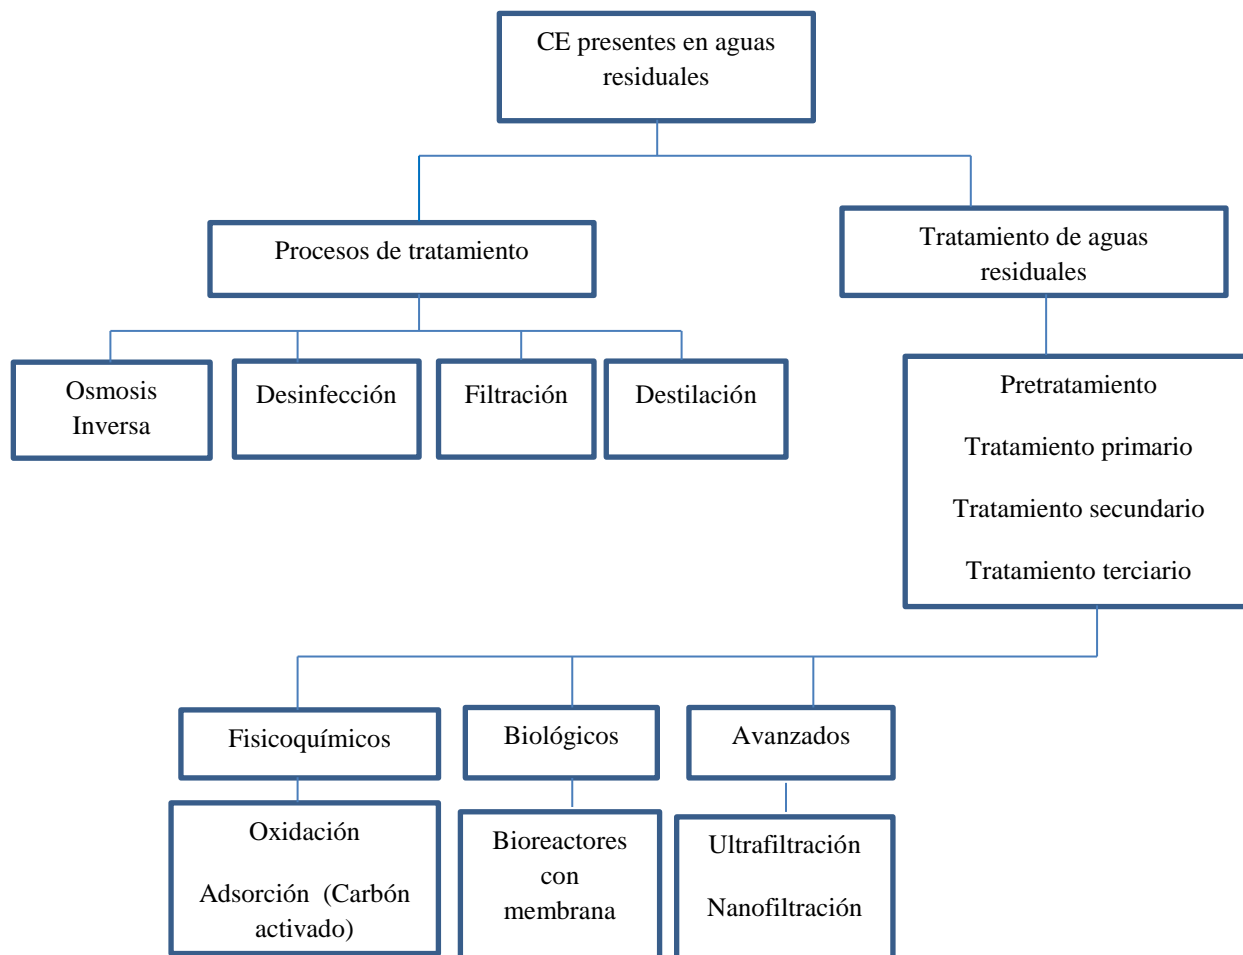 CE presentes en aguas
residuales
Procesos de tratamiento
Tratamiento de aguas
residuales
Osmosis
Inversa
Desinfección
Filtración
Destilación
Pretratamiento
Tratamiento primario
Tratamiento secundario
Tratamiento terciario
Fisicoquímicos
Biológicos
Avanzados
Oxidación
Adsorción (Carbón
activado)
Bioreactores
con
membrana
Ultrafiltración
Nanofiltración